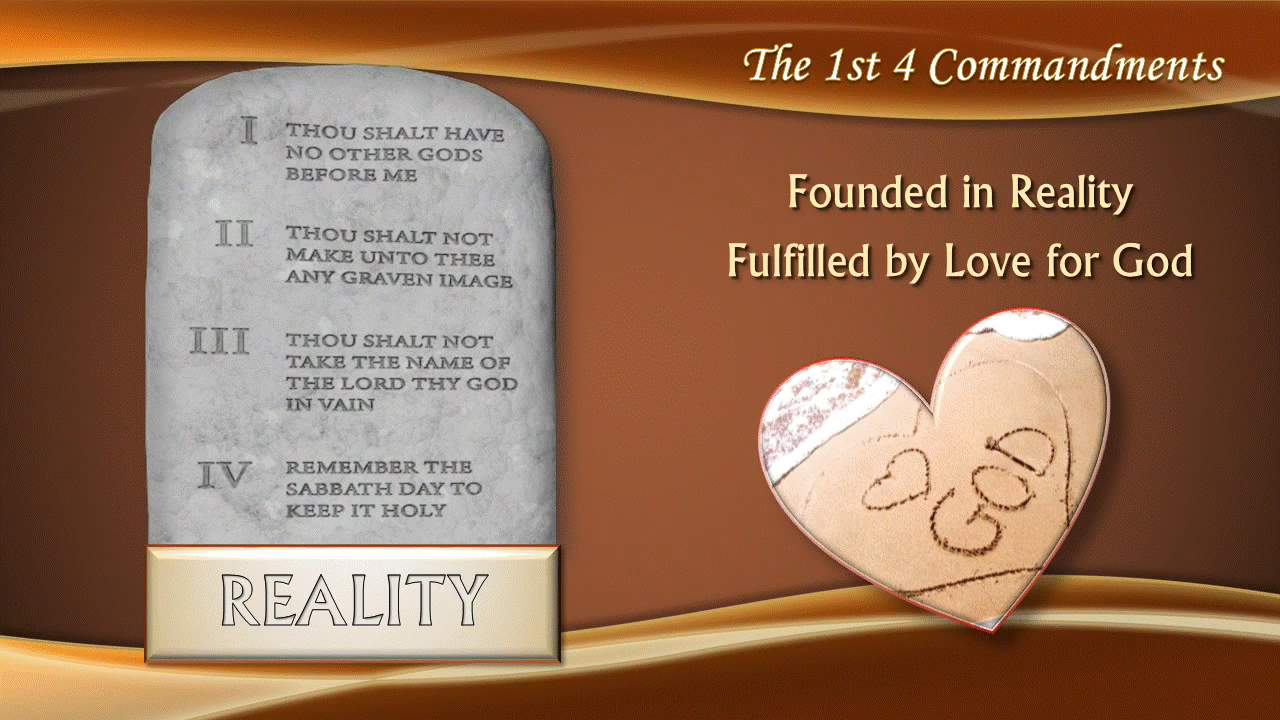 The 1st 4 Commandments
I THOU SHALT HAVE
NO OTHER GODS
BEFORE ME
II THOU SHALT NOT
MAKE UNTO THEE
ANY GRAVEN IMAGE
III THOU SHALT NOT
TAKE THE NAME OF
THE LORD THY GOD
IN VAIN
IV REMEMBER THE
SABBATH DAY TO
KEEP IT HOLY
REALITY
Founded in Reality
Fulfilled by Love for God
GOD